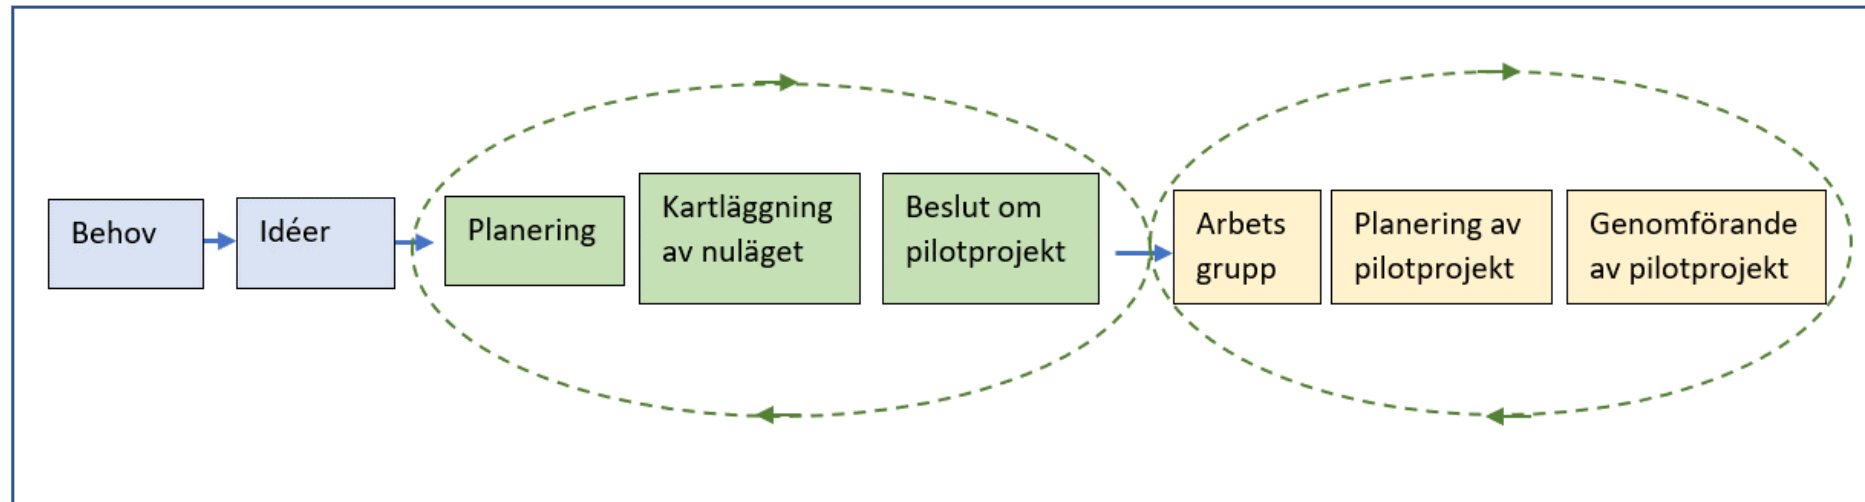 Behov
Idéer
Planering
Kartläggning
av nuläget
Beslut om
pilotprojekt
Arbets
grupp
Planering av
pilotprojekt
Genomförande
av pilotprojekt